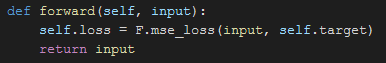 def forward(self, input):
    self.loss = F.mse_loss(input, self.target)
    return input